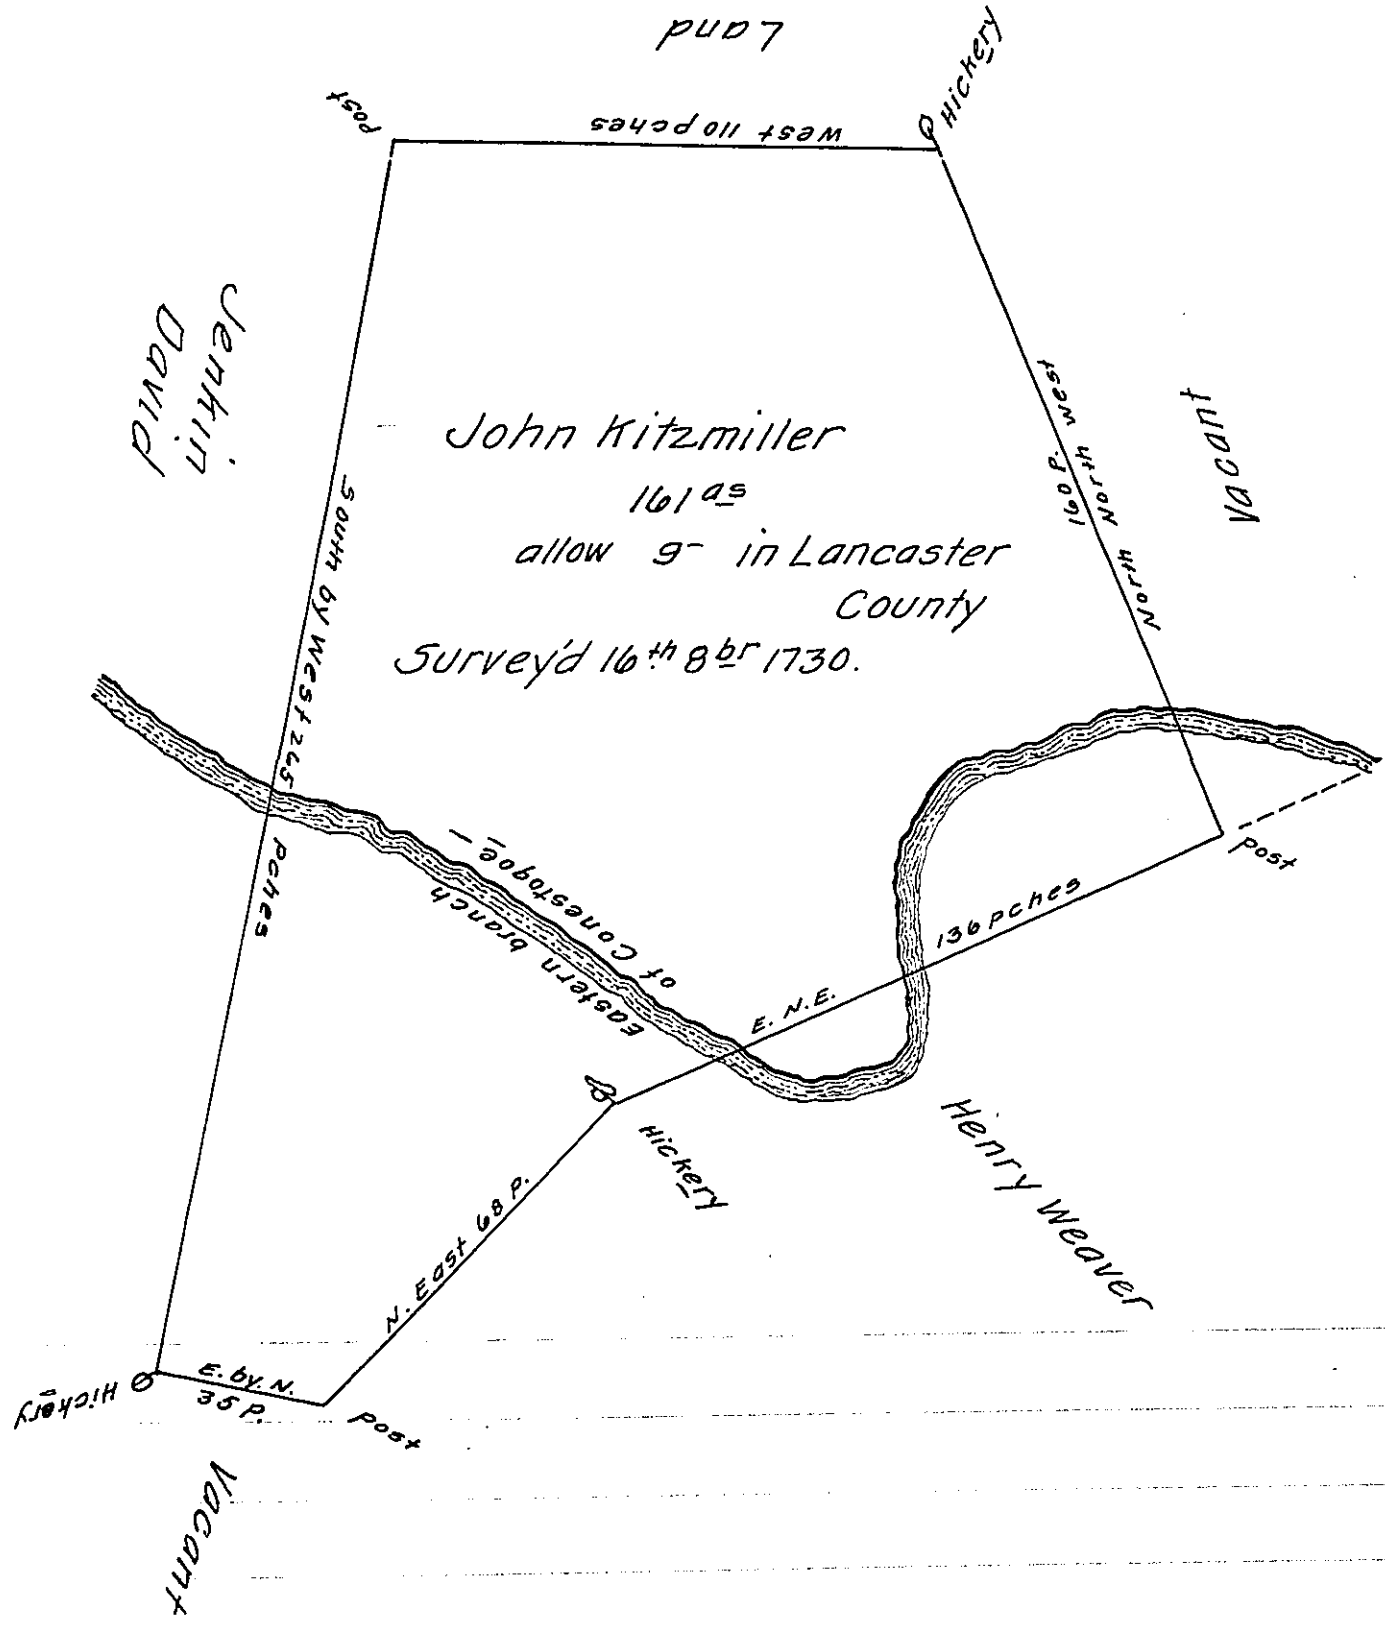 Land
Post
West 110 pches
Hickery
160 P. West
North North
North
Vacant
Jenkin
David
South by West 265 pches
John Kitzmiller
161 as
allow g- in Lancaster
County
Survey'd 16th 8br 1730.
Eastern branch
of Conestogoe
136 pches
E. N.E.
Post
Hickery
Henry Weaver
N. East 68 P.
E. by. N.
35 P.
Hickery
Post
Vacant